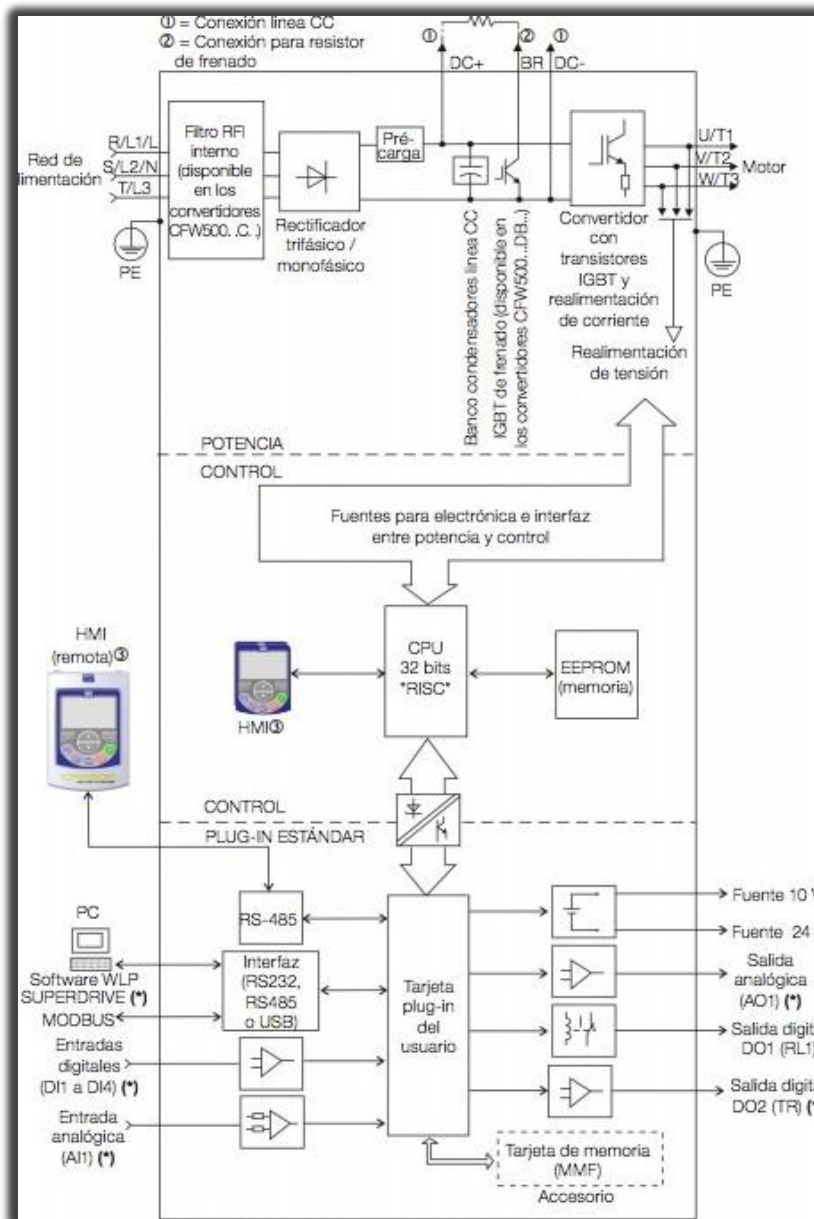 ① = Conexión línea CC
② = Conexión para resistor
de frenado
①
②
①
DC+
BR
DC-
Red de
R/L1/L
S/L2/N
T/L3
PE
Filtro RFI
interno
(disponible
en los
convertidores
CFW500...C...)
Rectificador
trifásico /
monofásico
Pré-
carga
Banco condensadores línea CC
IGBT de frenado (disponible en
los convertidores CFW500...DB...)
U/T1
V/T2
W/T3
Motor
PE
Convertidor
con
transistores
IGBT y
realimentación
de corriente
Realimentación
de tensión
POTENCIA
CONTROL
Fuentes para electrónica e interfaz
entre potencia y control
HMI
(remota)③
HMI③
CPU
32 bits
"RISC"
EEPROM
(memoria)
CONTROL
PLUG-IN ESTÁNDAR
RS-485
PC
Software WLP
SUPERDRIVE (*)
MODBUS
Interfaz
(RS232,
RS485
o USB)
Entradas
digitales
(DI1 a DI4) (*)
Entrada
analógica
(AI1) (*)
Tarjeta
plug-in
del
usuario
Fuente 10
Fuente 24
Salida
analógica
(AO1) (*)
Salida
DO1 (RL1)
Salida
DO2 (TR)
Tarjeta de memoria
(MMF)
Accesorio